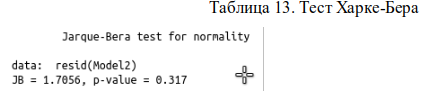 Таблица 13. Тест Харке-Бера
Jarque-Bera test for normality
data: resid(Model2)
JB = 1.7056, p-value = 0.317